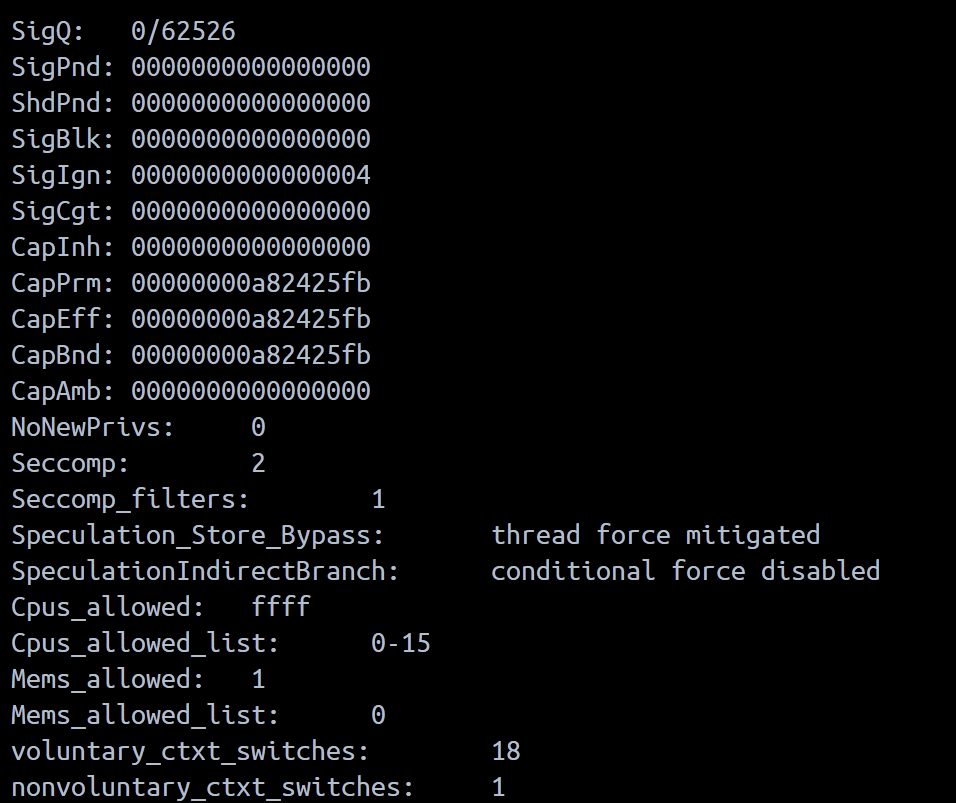 SigQ:   0/62526
SigPnd: 0000000000000000
ShdPnd: 0000000000000000
SigBlk: 0000000000000000
SigIgn: 0000000000000004
SigCgt: 0000000000000000
CapInh: 0000000000000000
CapPrm: 00000000a82425fb
CapEff: 00000000a82425fb
CapBnd: 00000000a82425fb
CapAmb: 0000000000000000
NoNewPrivs:     0
Seccomp:        2
Seccomp_filters:        1
Speculation_Store_Bypass:       thread force mitigated
SpeculationIndirectBranch:      conditional force disabled
Cpus_allowed:   ffff
Cpus_allowed_list:      0-15
Mems_allowed:   1
Mems_allowed_list:      0
voluntary_ctxt_switches:        18
nonvoluntary_ctxt_switches:     1